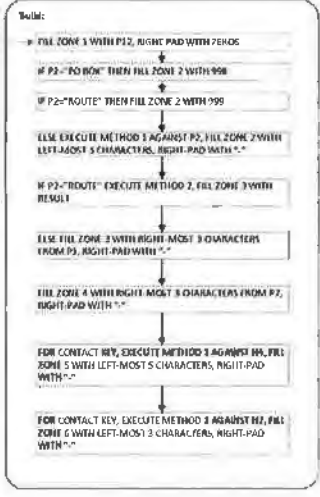 Build:
FILL ZONE 1 WITH P12, RIGHT PAD WITH ZEROS
IF P2="PO BOX" THEN FILL ZONE 2 WITH 998
IF P2="ROUTE" THEN FILL ZONE 2 WITH 999
ELSE EXECUTE METHOD 1 AGAINST P2, FILL ZONE 2 WITH
LEFT-MOST 3 CHARACTERS, RIGHT-PAD WITH "-"
IF P2="ROUTE" EXECUTE METHOD 2, FILL ZONE 3 WITH
RESULT
ELSE FILL ZONE 3 WITH RIGHT-MOST 3 CHARACTERS
FROM P1, RIGHT-PAD WITH "-"
FILL ZONE 4 WITH RIGHT-MOST 3 CHARACTERS FROM P7,
RIGHT-PAD WITH "-"
FOR CONTACT KEY, EXECUTE METHOD 1 AGAINST H4, FILL
ZONE 5 WITH LEFT-MOST 5 CHARACTERS, RIGHT-PAD
WITH "-"
FOR CONTACT KEY, EXECUTE METHOD 1 AGAINST H2, FILL
ZONE 6 WITH LEFT-MOST 3 CHARACTERS, RIGHT-PAD
WITH "-"